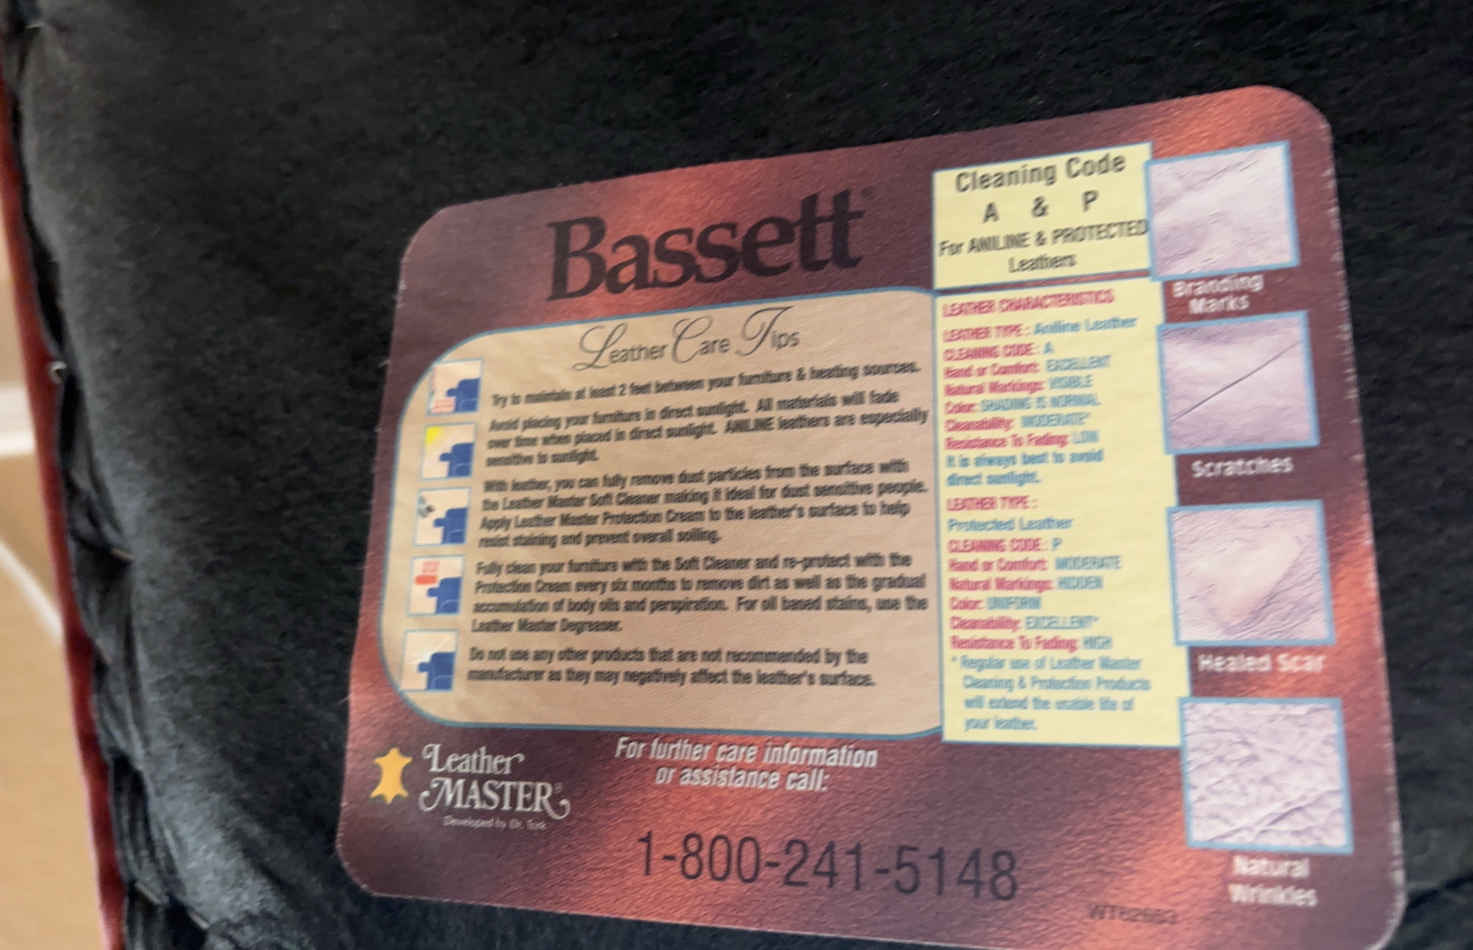 Bassett
Leather Care Tips
Try to maintain at least 2 feet between your furniture & heating sources.
Avoid placing your furniture in direct sunlight. All materials will fade
over time when placed in direct sunlight. ANILINE leathers are especially
sensitive to sunlight.
With leather, you can fully remove dust particles from the surface with
the Leather Master Soft Cleaner making it ideal for dust sensitive people.
Apply Leather Master Protection Cream to the leather's surface to help
resist staining and prevent overall soiling.
Fully clean your furniture with the Soft Cleaner and re-protect with the
Protection Cream every six months to remove dirt as well as the gradual
accumulation of body oils and perspiration. For oil based stains, use the
Leather Master Degreaser.
Do not use any other products that are not recommended by the
manufacturer as they may negatively affect the leather's surface.
Leather
MASTER
Developed by Dr. Tork
For further care information
or assistance call:
1-800-241-5148
Cleaning Code
A & P
For ANILINE & PROTECTED
Leathers
LEATHER CHARACTERISTICS
LEATHER TYPE: Aniline Leather
CLEANING CODE: A
Hand or Comfort: EXCELLENT
Natural Markings: VISIBLE
Color: SHADING IS NORMAL
Cleanability: MODERATE*
Resistance To Fading: LOW
It is always best to avoid
direct sunlight.
LEATHER TYPE:
Protected Leather
CLEANING CODE: P
Hand or Comfort: MODERATE
Natural Markings: HIDDEN
Color: UNIFORM
Cleanability: EXCELLENT*
Resistance To Fading: HIGH
* Regular use of Leather Master
Cleaning & Protection Products
will extend the usable life of
your leather.
Branding
Marks
Scratches
Healed Scar
Natural
Wrinkles